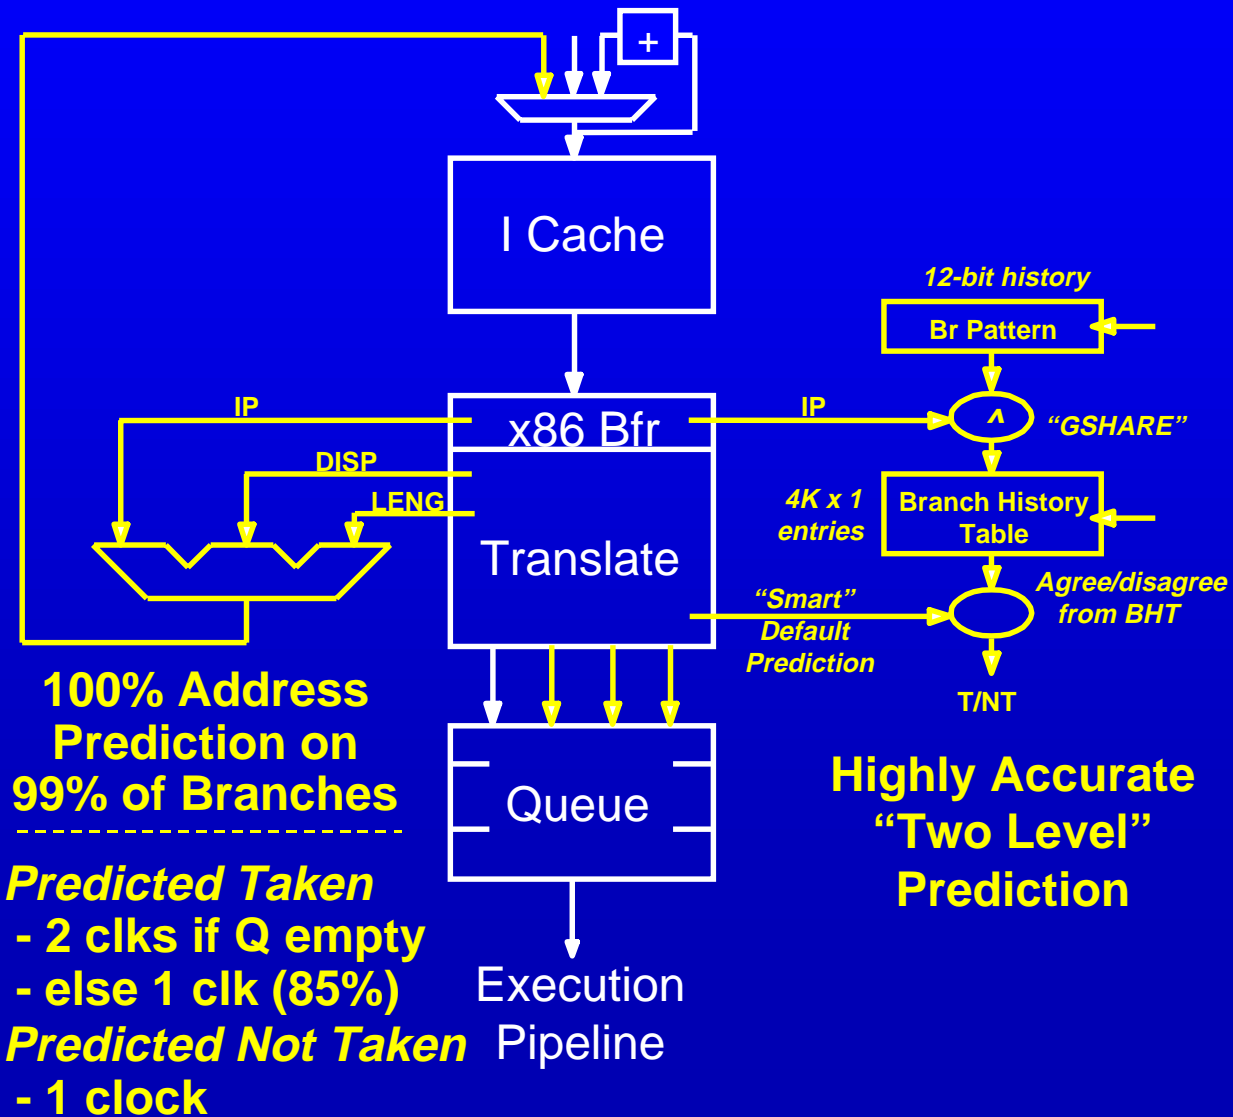 +
I Cache
12-bit history
Br Pattern
IP
x86 Bfr
IP
^
“GSHARE”
DISP
LENG
4K x 1
entries
Branch History
Table
Translate
“Smart”
Default
Prediction
Agree/disagree
from BHT
T/NT
100% Address
Prediction on
99% of Branches
Queue
Highly Accurate
“Two Level”
Prediction
Predicted Taken
- 2 clks if Q empty
- else 1 clk (85%)
Predicted Not Taken
- 1 clock
Execution
Pipeline